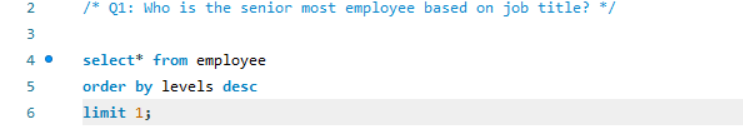 2 /* Q1: Who is the senior most employee based on job title? */
3
4 select* from employee
5 order by levels desc
6 limit 1;